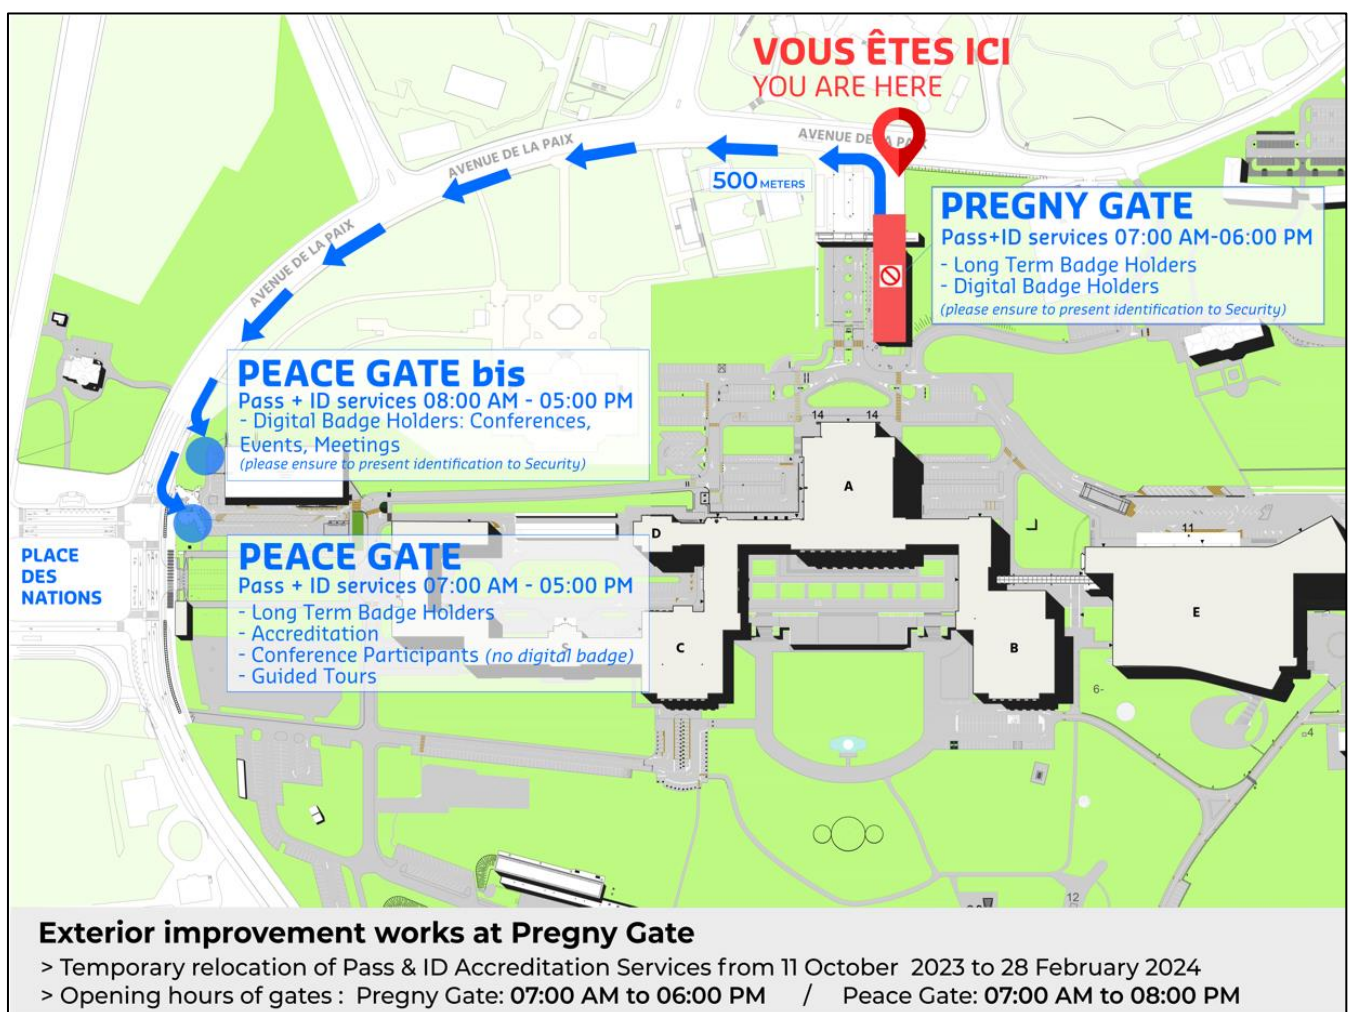 VOUS ÊTES ICI
YOU ARE HERE
AVENUE DE LA PAIX
AVENUE DE LA PAIX
AVENUE DE LA PAIX
500 METERS
PREGNY GATE
Pass+ID services 07:00 AM-06:00 PM
- Long Term Badge Holders
- Digital Badge Holders
(please ensure to present identification to Security)
PEACE GATE bis
Pass + ID services 08:00 AM - 05:00 PM
- Digital Badge Holders: Conferences,
Events, Meetings
(please ensure to present identification to Security)
14 14
A
D
11
PLACE
DES
NATIONS
PEACE GATE
Pass + ID services 07:00 AM - 05:00 PM
- Long Term Badge Holders
- Accreditation
- Conference Participants (no digital badge)
- Guided Tours
S
C
B
E
6-
4
12
Exterior improvement works at Pregny Gate
> Temporary relocation of Pass & ID Accreditation Services from 11 October 2023 to 28 February 2024
> Opening hours of gates : Pregny Gate: 07:00 AM to 06:00 PM / Peace Gate: 07:00 AM to 08:00 PM